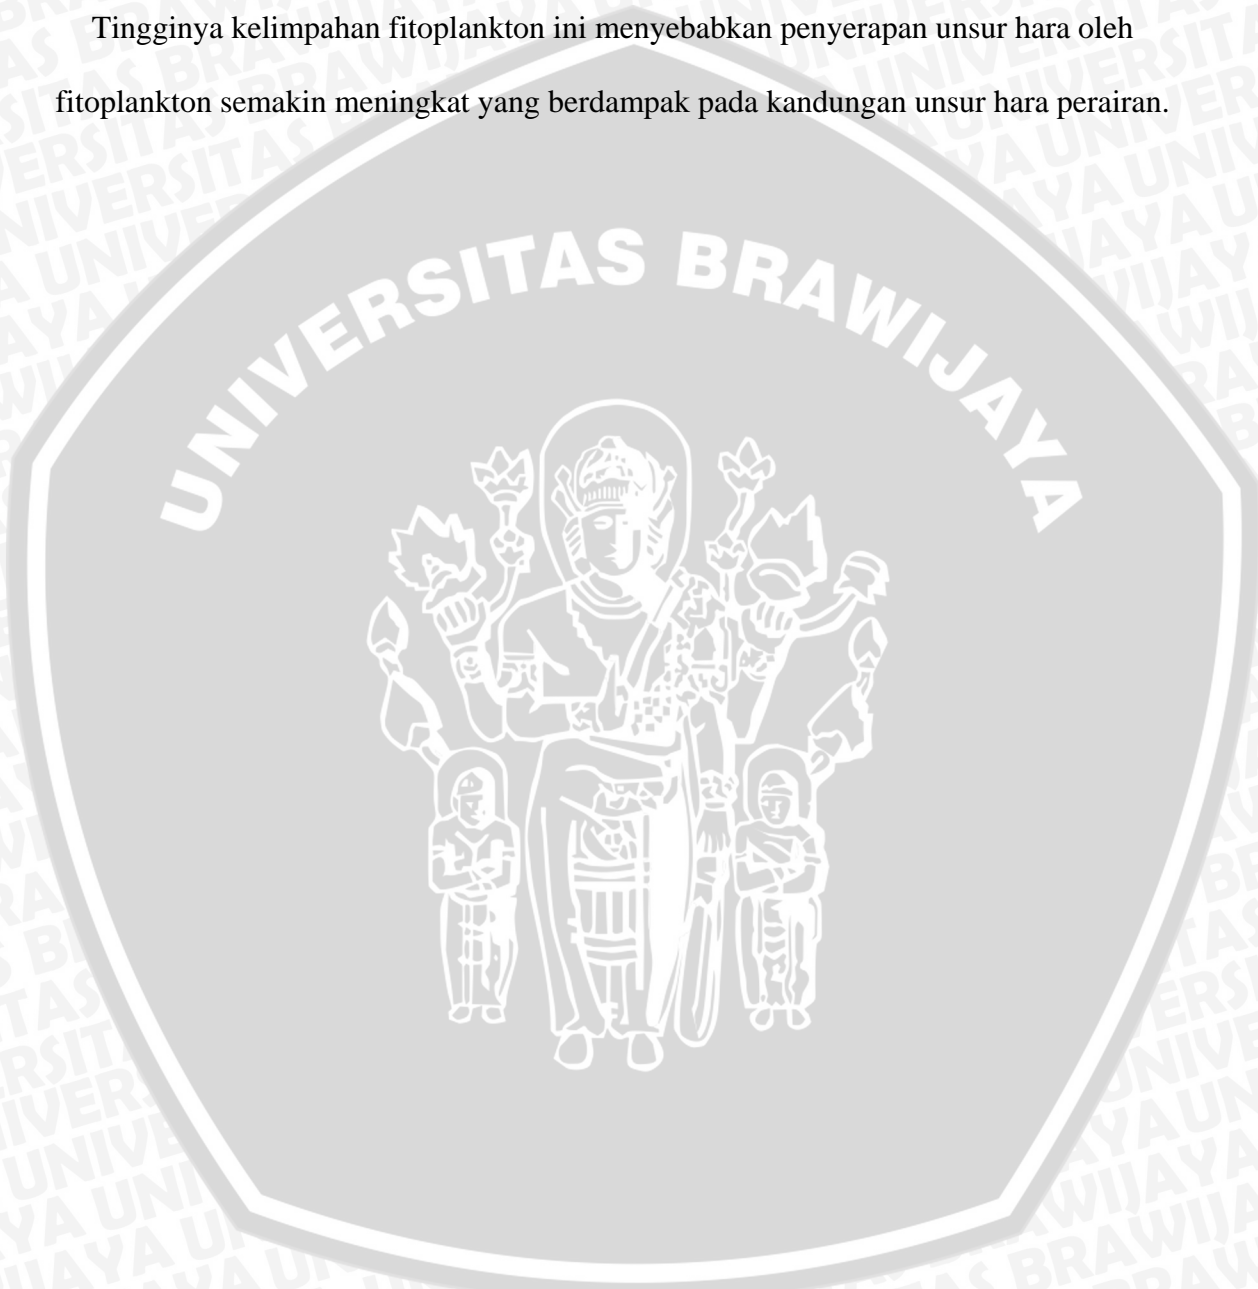 Tingginya kelimpahan fitoplankton ini menyebabkan penyerapan unsur hara oleh
fitoplankton semakin meningkat yang berdampak pada kandungan unsur hara perairan.
UNIVERSITAS BRAWIJAYA